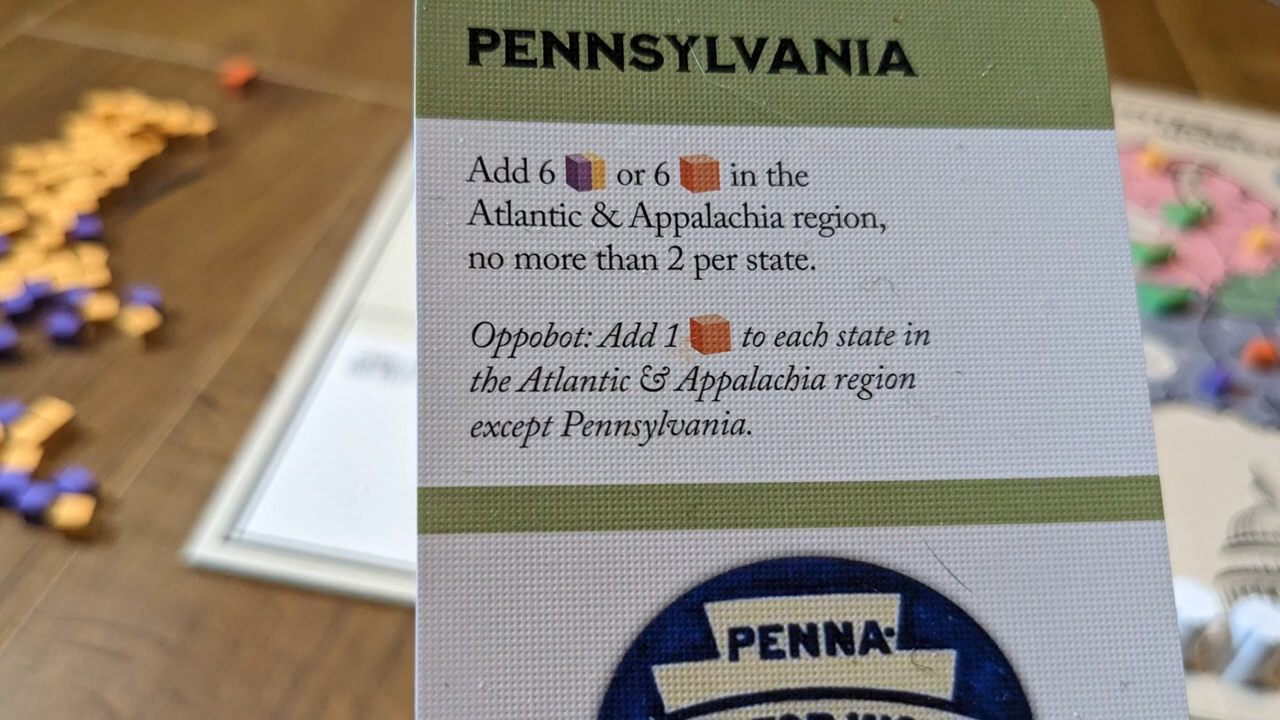 PENNSYLVANIA
Add 6 or 6 in the
Atlantic & Appalachia region,
no more than 2 per state.
Oppobot: Add 1 to each state in
the Atlantic & Appalachia region
except Pennsylvania.
PENNA·